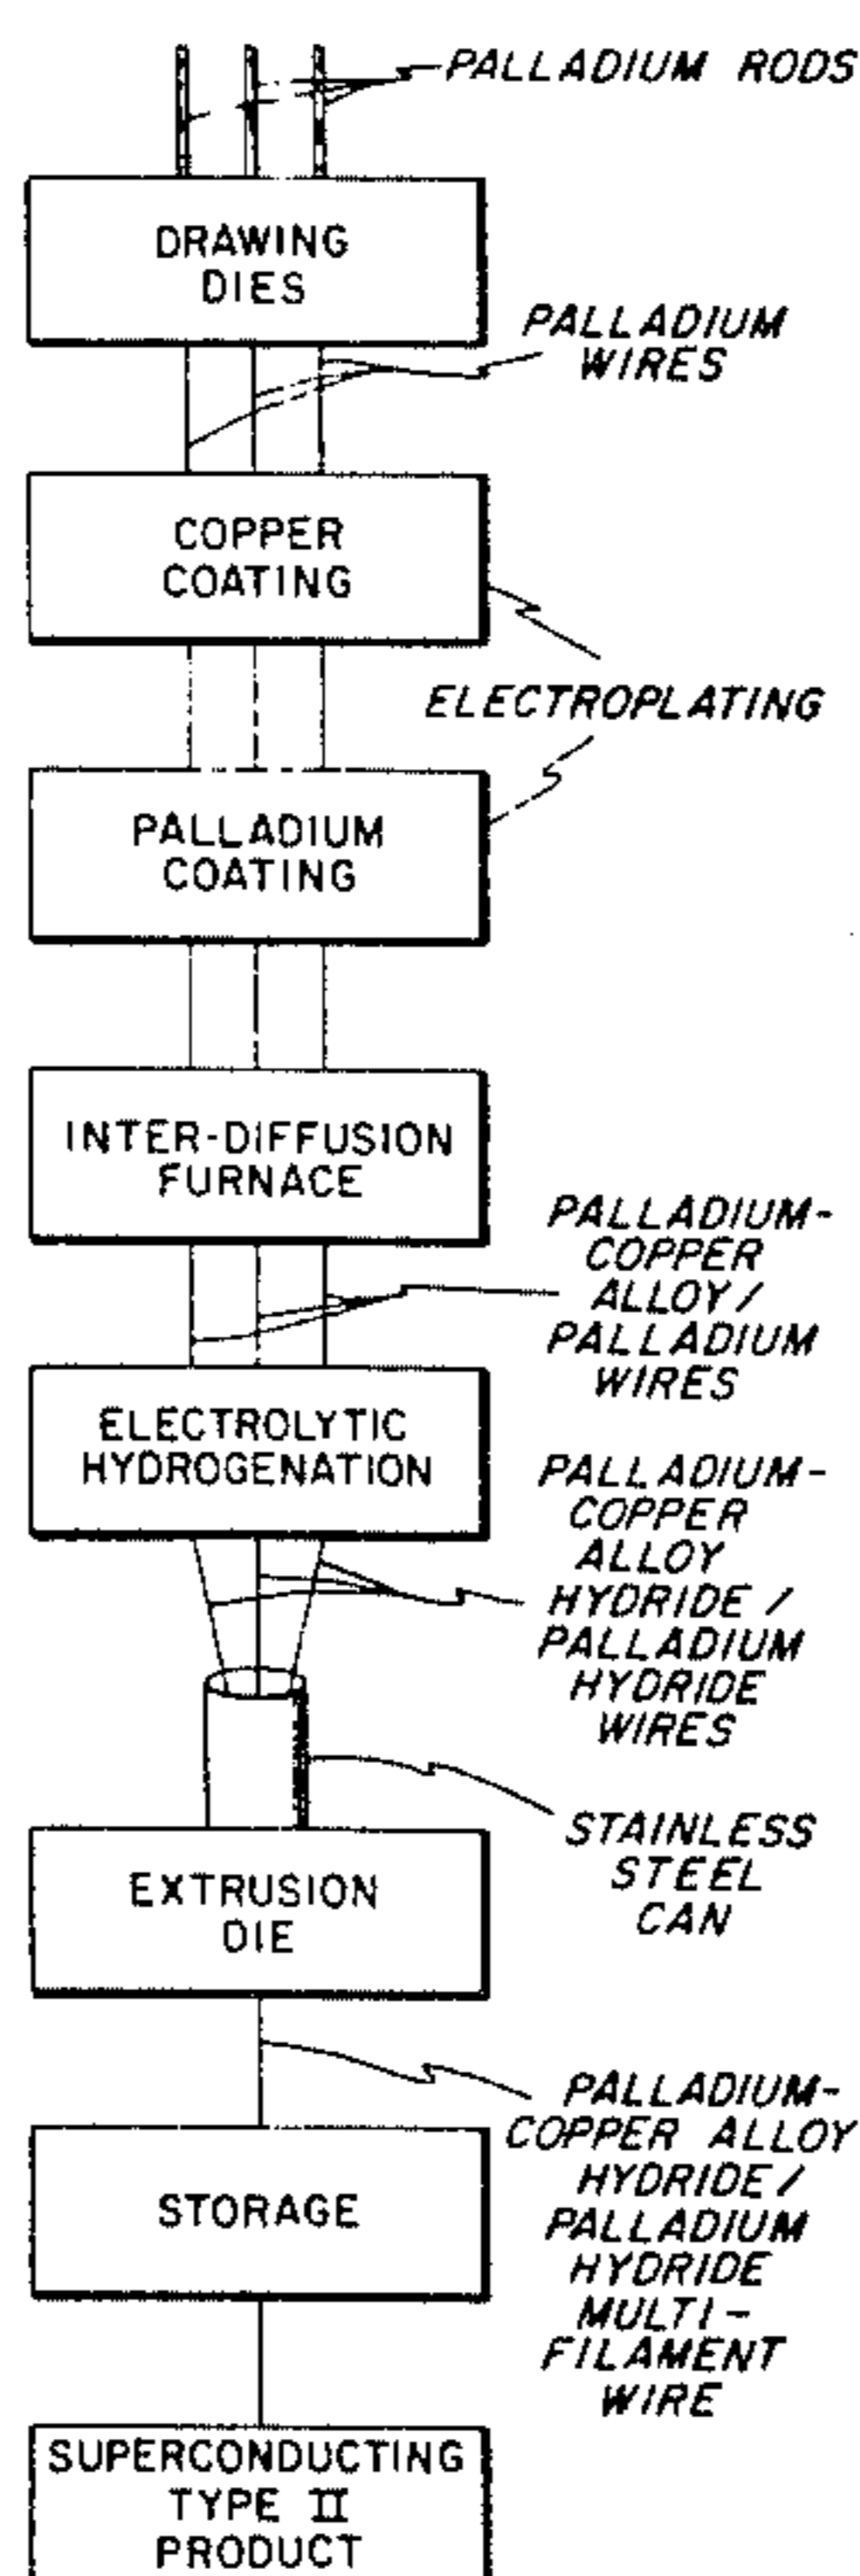 PALLADIUM RODS
DRAWING
DIES
PALLADIUM
WIRES
COPPER
COATING
ELECTROPLATING
PALLADIUM
COATING
INTER-DIFFUSION
FURNACE
PALLADIUM-
COPPER
ALLOY/
PALLADIUM
WIRES
ELECTROLYTIC
HYDROGENATION
PALLADIUM-
COPPER
ALLOY
HYDRIDE /
PALLADIUM
HYDRIDE
WIRES
STAINLESS
STEEL
CAN
EXTRUSION
DIE
PALLADIUM-
COPPER ALLOY
HYDRIDE/
PALLADIUM
HYDRIDE
MULTI-
FILAMENT
WIRE
STORAGE
SUPERCONDUCTING
TYPE II
PRODUCT